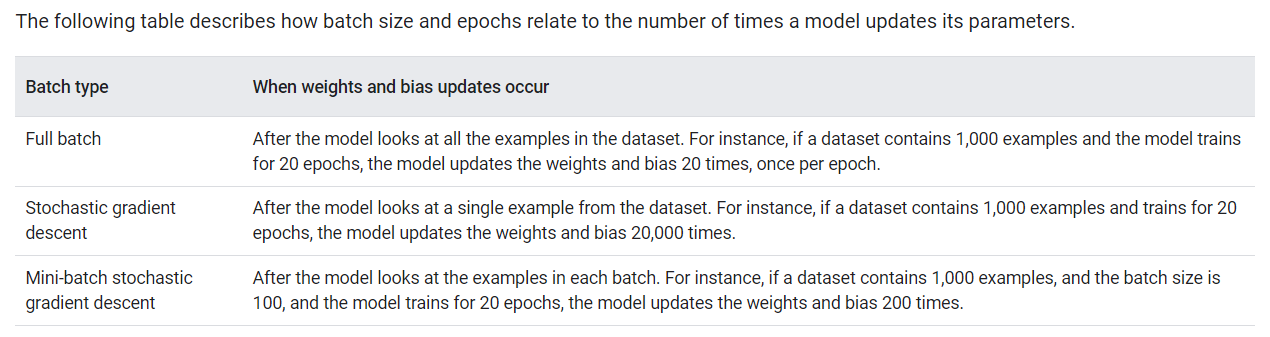 The following table describes how batch size and epochs relate to the number of times a model updates its parameters.
Batch type
When weights and bias updates occur
Full batch
After the model looks at all the examples in the dataset. For instance, if a dataset contains 1,000 examples and the model trains
for 20 epochs, the model updates the weights and bias 20 times, once per epoch.
Stochastic gradient
descent
After the model looks at a single example from the dataset. For instance, if a dataset contains 1,000 examples and trains for 20
epochs, the model updates the weights and bias 20,000 times.
Mini-batch stochastic
gradient descent
After the model looks at the examples in each batch. For instance, if a dataset contains 1,000 examples, and the batch size is
100, and the model trains for 20 epochs, the model updates the weights and bias 200 times.